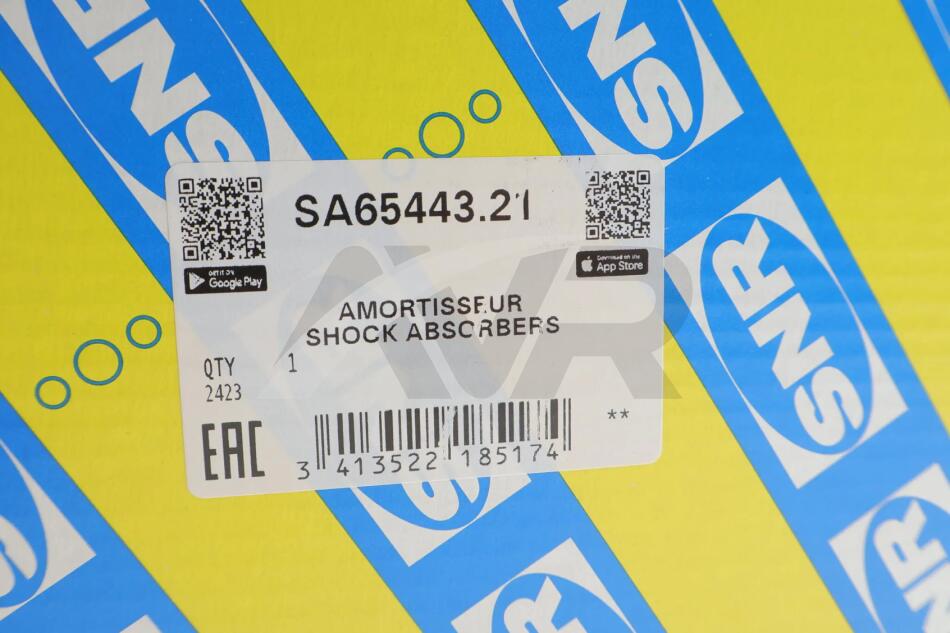 SNR
SNR
SA65443.21
GET IT ON
Google Play
Download on the
App Store
AVR
AMORTISSEUR
SHOCK ABSORBERS
QTY 1
2423
EAC
**
3 413522 185174
SNR
SNR